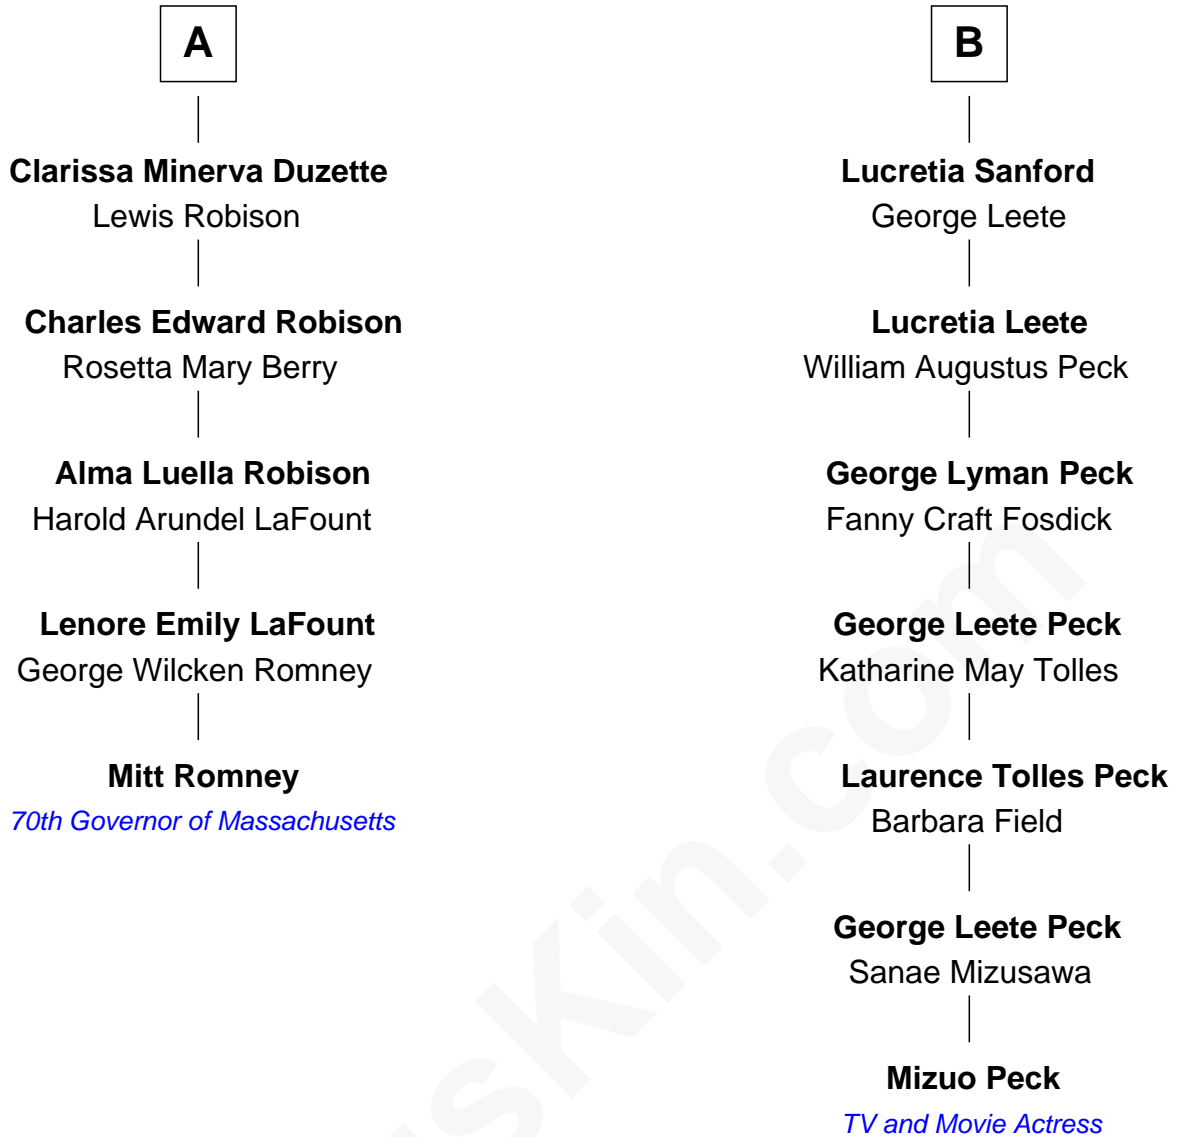 A
Clarissa Minerva Duzette
Lewis Robison
Charles Edward Robison
Rosetta Mary Berry
Alma Luella Robison
Harold Arundel LaFount
Lenore Emily LaFount
George Wilcken Romney
Mitt Romney
70th Governor of Massachusetts
B
Lucretia Sanford
George Leete
Lucretia Leete
William Augustus Peck
George Lyman Peck
Fanny Craft Fosdick
George Leete Peck
Katharine May Tolles
Laurence Tolles Peck
Barbara Field
George Leete Peck
Sanae Mizusawa
Mizuo Peck
TV and Movie Actress
sKin.com